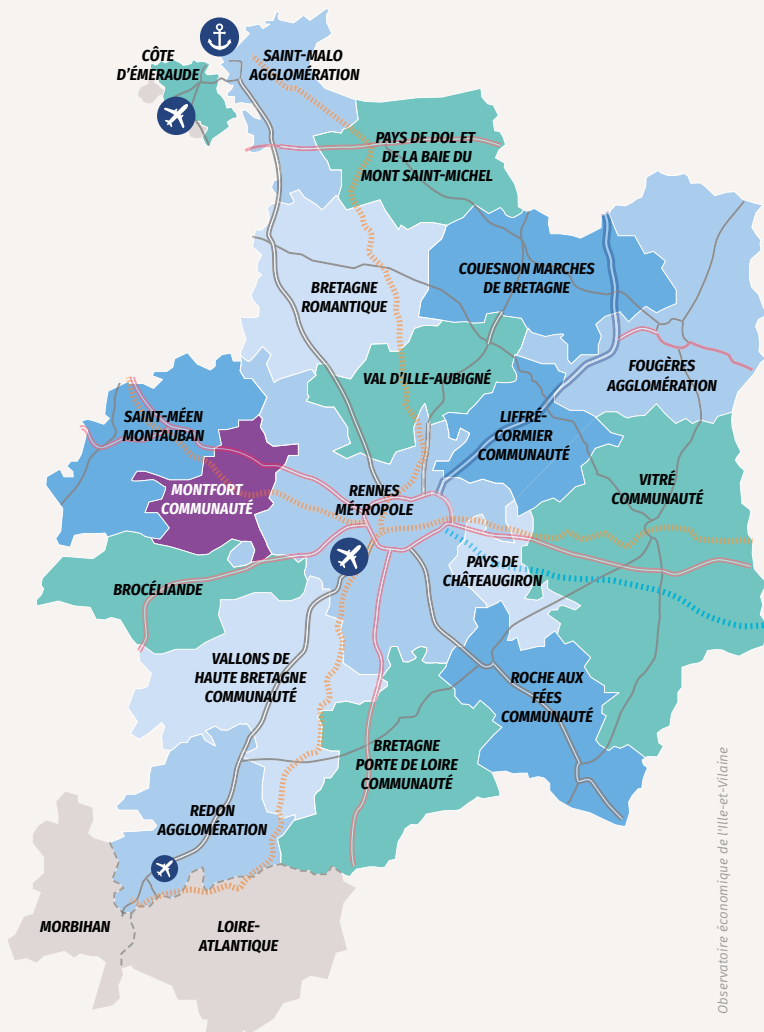 CÔTE
D'ÉMERAUDE
SAINT-MALO
AGGLOMÉRATION
PAYS DE DOL ET
DE LA BAIE DU
MONT SAINT-MICHEL
BRETAGNE
ROMANTIQUE
COUESNON MARCHES
DE BRETAGNE
VAL D'ILLE-AUBIGNÉ
FOUGÈRES
AGGLOMÉRATION
SAINT-MÉEN
MONTAUBAN
LIFFRÉ-
CORMIER
COMMUNAUTÉ
MONTFORT
COMMUNAUTÉ
RENNES
MÉTROPOLE
VITRÉ
COMMUNAUTÉ
BROCÉLIANDE
PAYS DE
CHÂTEAUGIRON
VALLONS DE
HAUTE BRETAGNE
COMMUNAUTÉ
ROCHE AUX
FÉES
COMMUNAUTÉ
BRETAGNE
PORTE DE LOIRE
COMMUNAUTÉ
REDON
AGGLOMÉRATION
MORBIHAN
LOIRE-
ATLANTIQUE
Observatoire économique de l'Ille-et-Vilaine